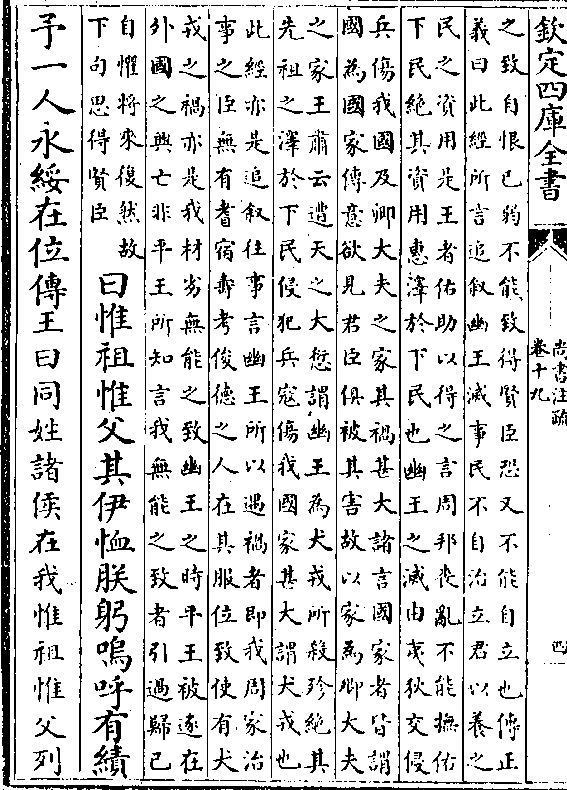 欽定四庫全書
尚書注疏
卷十九
四
之致自恨已弱不能致得賢臣恐又不能自立也傳正
義曰此經所言追叙幽王滅事民不自治立君以養之
民之資用是王者佑助以得之言周邦喪亂不能撫佑
下民絶其資用惠澤於下民也幽王之滅由夷狄交侵
兵傷我國及卿大夫之家其禍甚大諸言國家者皆謂
國為國家傳意欲見君臣俱被其害故以家為卿大夫
之家王肅云遭天之大愆謂幽王為犬戎所殺殄絶其
先祖之澤於下民侵犯兵寇傷我國家甚大謂犬戎也
此經亦是追叙往事言幽王所以遇禍者即我周家治
事之臣無有耆宿壽考俊德之人在其服位致使有犬
戎之禍亦是我材劣無能之致幽王之時平王被逐在
外國之興亡非平王所知言我無能之致者引過歸已
自懼將來復然故
下句思得賢臣
曰惟祖惟父其伊恤朕躬嗚呼有績
予一人永綏在位傳王曰同姓諸侯在我惟祖惟父列